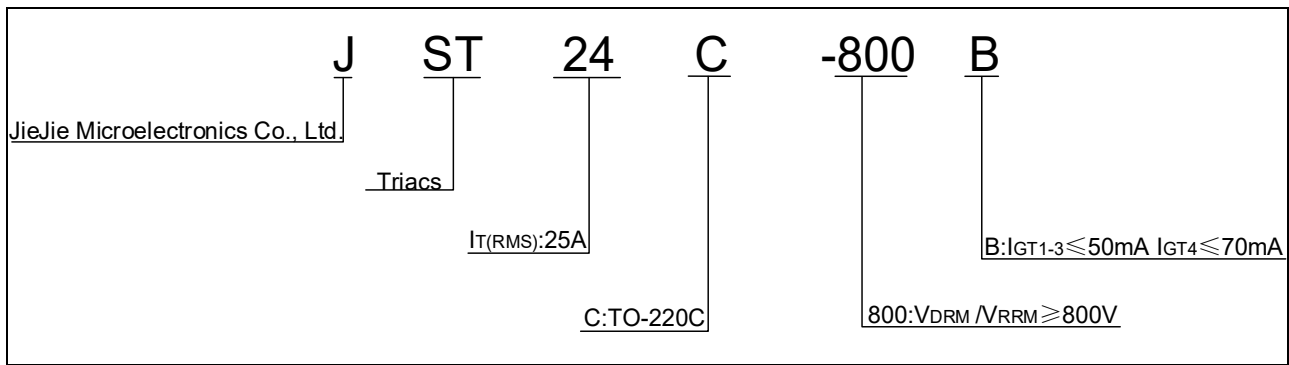 J ST 24 C -800 B
JieJie Microelectronics Co., Ltd.
Triacs
IT(RMS):25A
B:IGT1-3≤50mA IGT4≤70mA
C:TO-220C
800:VDRM /VRRM≥800V